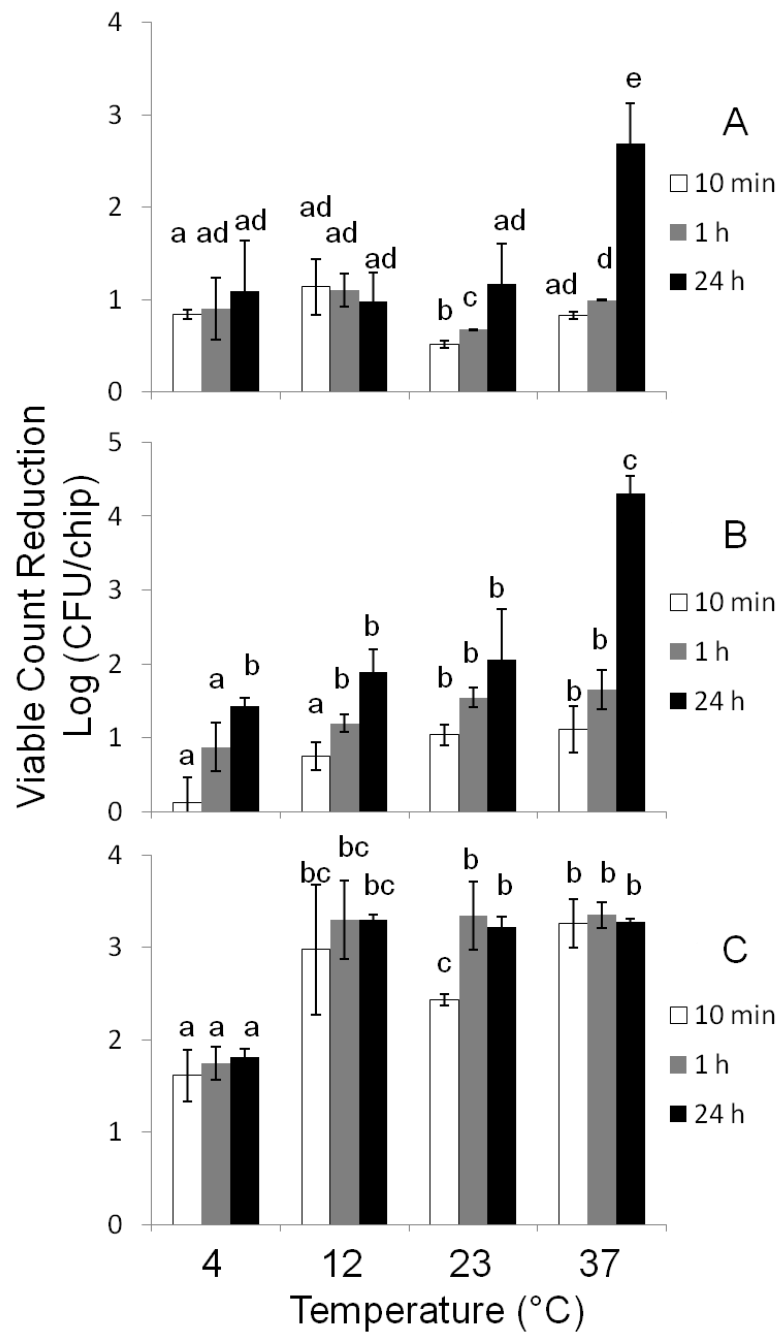 Viable Count Reduction
Log (CFU/chip)
4
3
2
1
0
a ad ad
ad ad ad
b c ad
ad d e
A
10 min
1 h
24 h
5
4
3
2
1
0
a a b
a b b
b b b
b b c
B
10 min
1 h
24 h
4
3
2
1
0
a a a
bc bc bc
c b b
b b b
C
10 min
1 h
24 h
4 12 23 37
Temperature (°C)